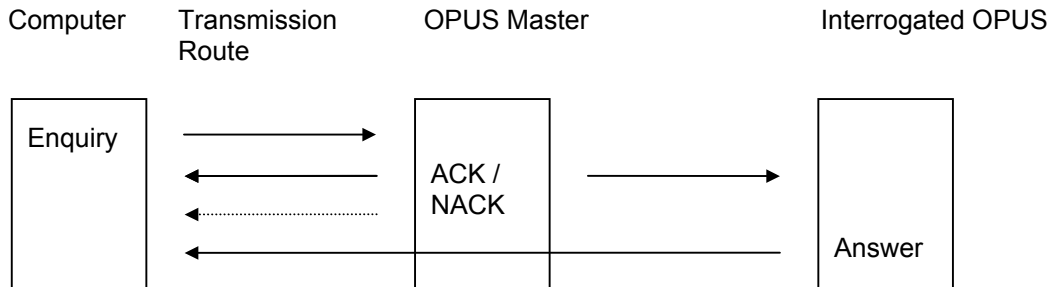 Computer
Transmission
Route
OPUS Master
Interrogated OPUS
Enquiry
ACK /
NACK
Answer